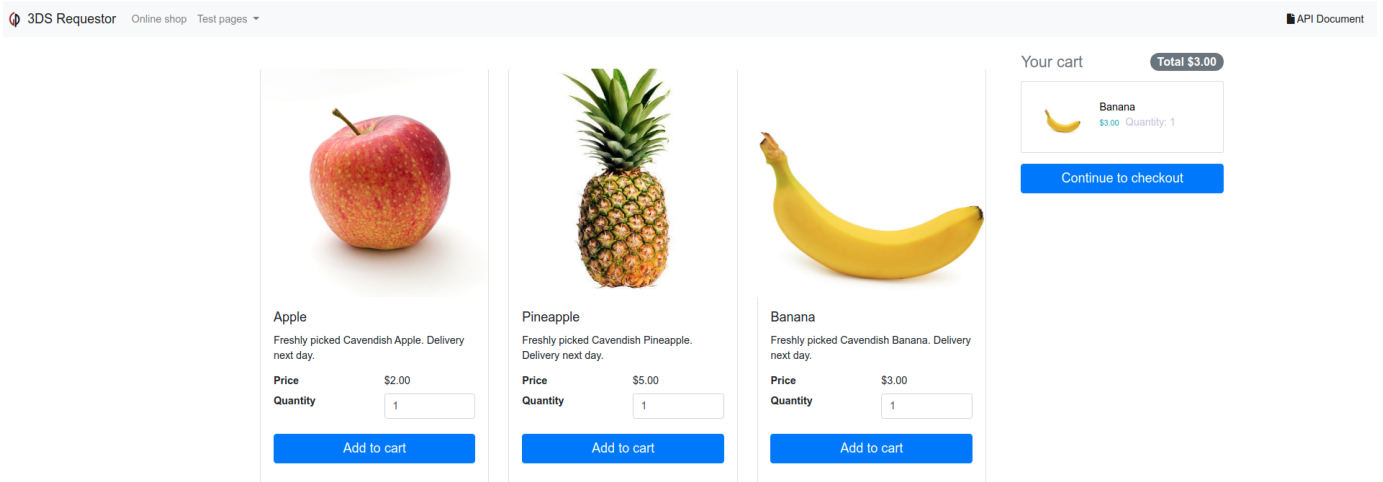 3DS Requestor Online shop Test pages API Document
Your cart Total $3.00
Banana
$3.00 Quantity: 1
Continue to checkout
Apple
Freshly picked Cavendish Apple. Delivery
next day.
Price $2.00
Quantity 1
Add to cart
Pineapple
Freshly picked Cavendish Pineapple.
Delivery next day.
Price $5.00
Quantity 1
Add to cart
Banana
Freshly picked Cavendish Banana. Delivery
next day.
Price $3.00
Quantity 1
Add to cart